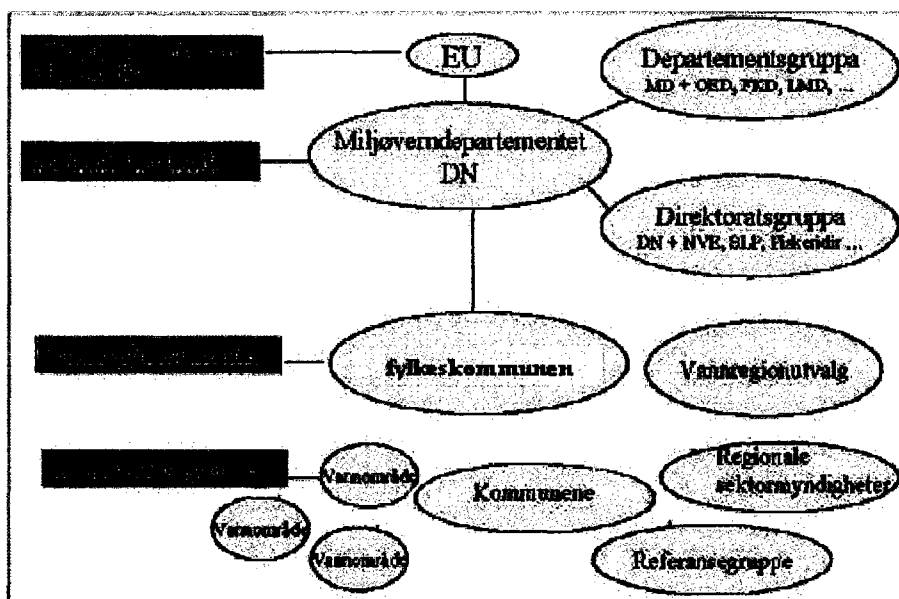 EU
Departementsgruppa
MD + OED, FKD, LMD, ...
Miljøverndepartementet
DN
Direktoratsgruppa
DN + NVE, SLP, Fiskeridir ...
fylkeskommunen
Vannregionutvalg
Vannområde
Kommunene
Regionale
sektormyndigheter
Vannområde
Vannområde
Referansegruppe